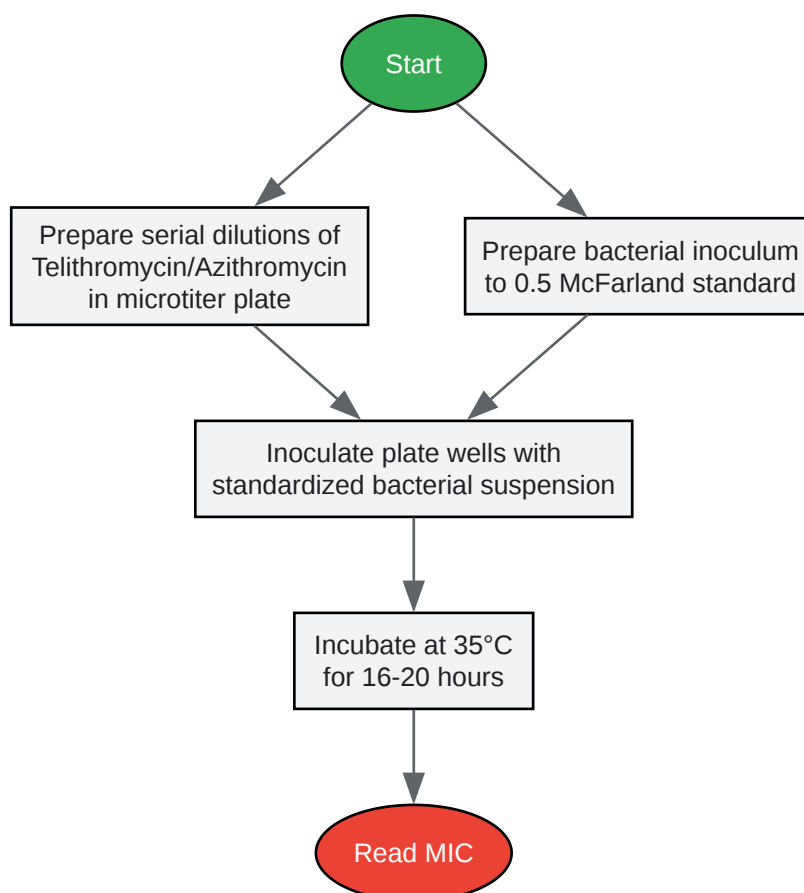 Start
Prepare serial dilutions of
Telithromycin/Azithromycin
in microtiter plate
Prepare bacterial inoculum
to 0.5 McFarland standard
Inoculate plate wells with
standardized bacterial suspension
Incubate at 35°C
for 16-20 hours
Read MIC